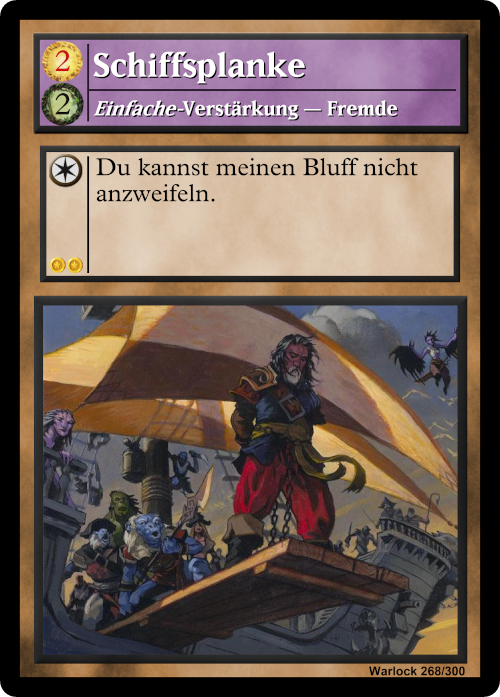 2
Schiffsplanke
2
Einfache-Verstärkung — Fremde
Du kannst meinen Bluff nicht
anzweifeln.
Warlock 268/300